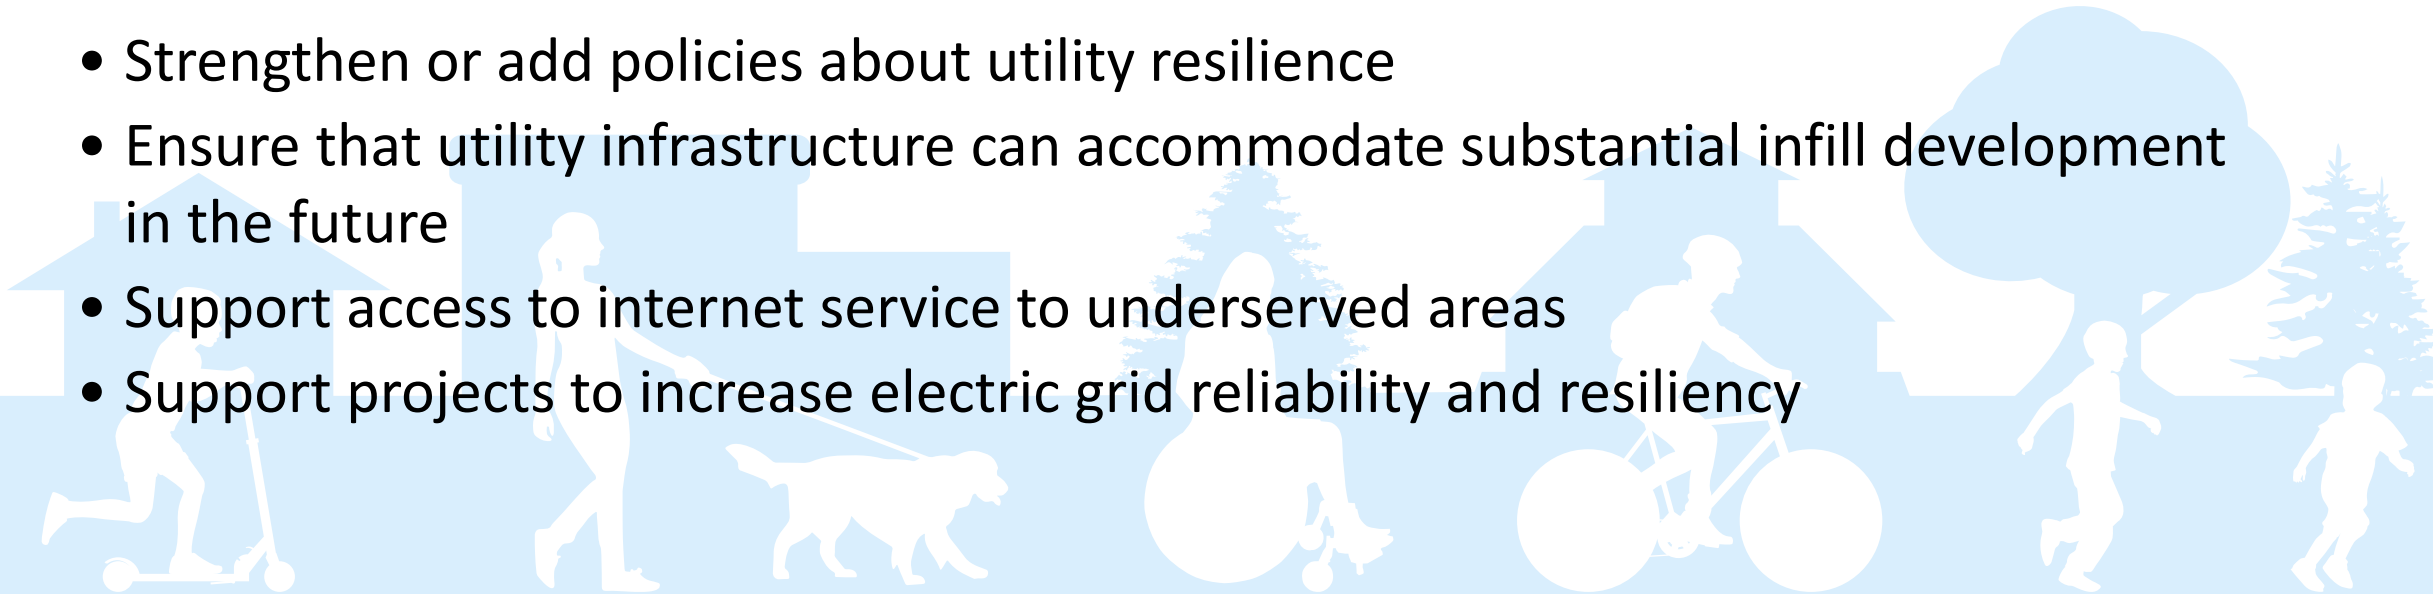 • Strengthen or add policies about utility resilience
• Ensure that utility infrastructure can accommodate substantial infill development
in the future
• Support access to internet service to underserved areas
• Support projects to increase electric grid reliability and resiliency